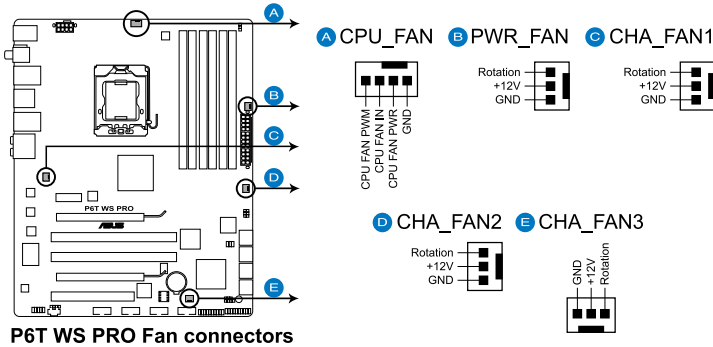 A
B
C
D
E
P6T WS PRO
ASUS
P6T WS PRO Fan connectors
A CPU_FAN
CPU FAN PWM
CPU FAN IN
CPU FAN PWR
GND
B PWR_FAN
Rotation
+12V
GND
C CHA_FAN1
Rotation
+12V
GND
D CHA_FAN2
Rotation
+12V
GND
E CHA_FAN3
GND
+12V
Rotation